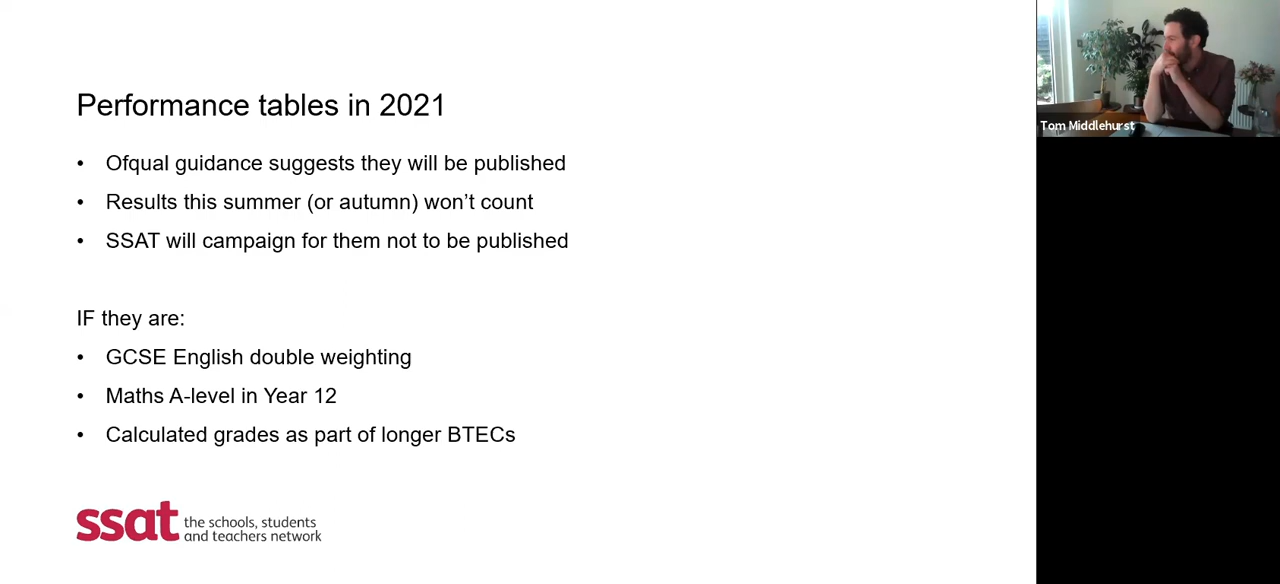 Performance tables in 2021
• Ofqual guidance suggests they will be published
• Results this summer (or autumn) won’t count
• SSAT will campaign for them not to be published
IF they are:
• GCSE English double weighting
• Maths A-level in Year 12
• Calculated grades as part of longer BTECs
ssat the schools, students
and teachers network
Tom Middlehurst